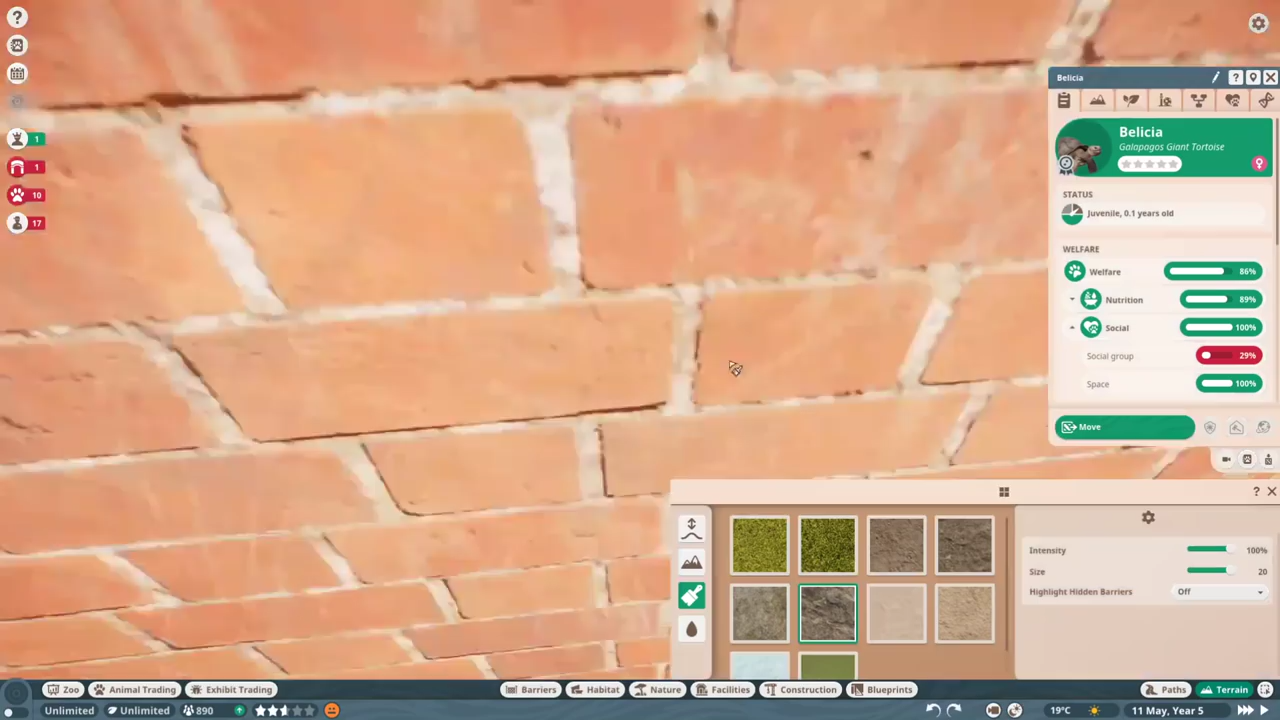 ?
Belicia
?
1
Belicia
Galapagos Giant Tortoise
1
STATUS
10
Juvenile, 0.1 years old
17
WELFARE
Welfare 86%
Nutrition 89%
Social 100%
Social group 29%
Space 100%
Move
?
Intensity 100%
Size 20
Highlight Hidden Barriers Off
Zoo Animal Trading Exhibit Trading Barriers Habitat Nature Facilities Construction Blueprints Paths Terrain
Unlimited Unlimited 890 19°C 11 May, Year 5